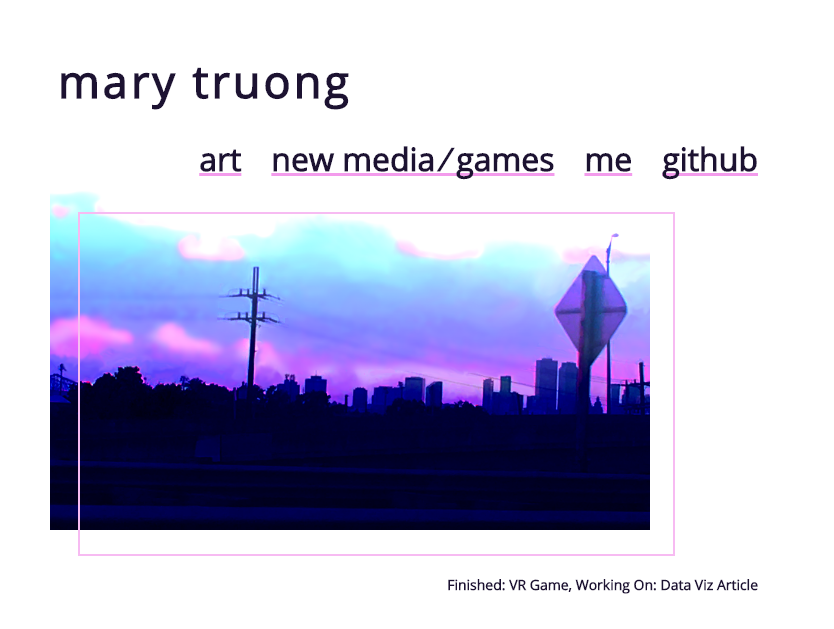 mary truong
art new media/games me github
Finished: VR Game, Working On: Data Viz Article